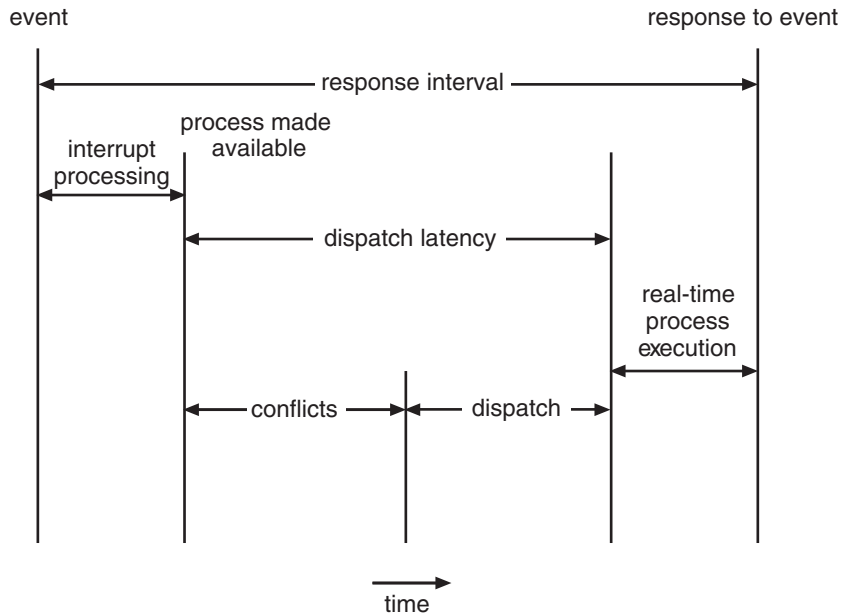 event
response to event
response interval
process made
available
interrupt
processing
dispatch latency
real-time
process
execution
conflicts
dispatch
time